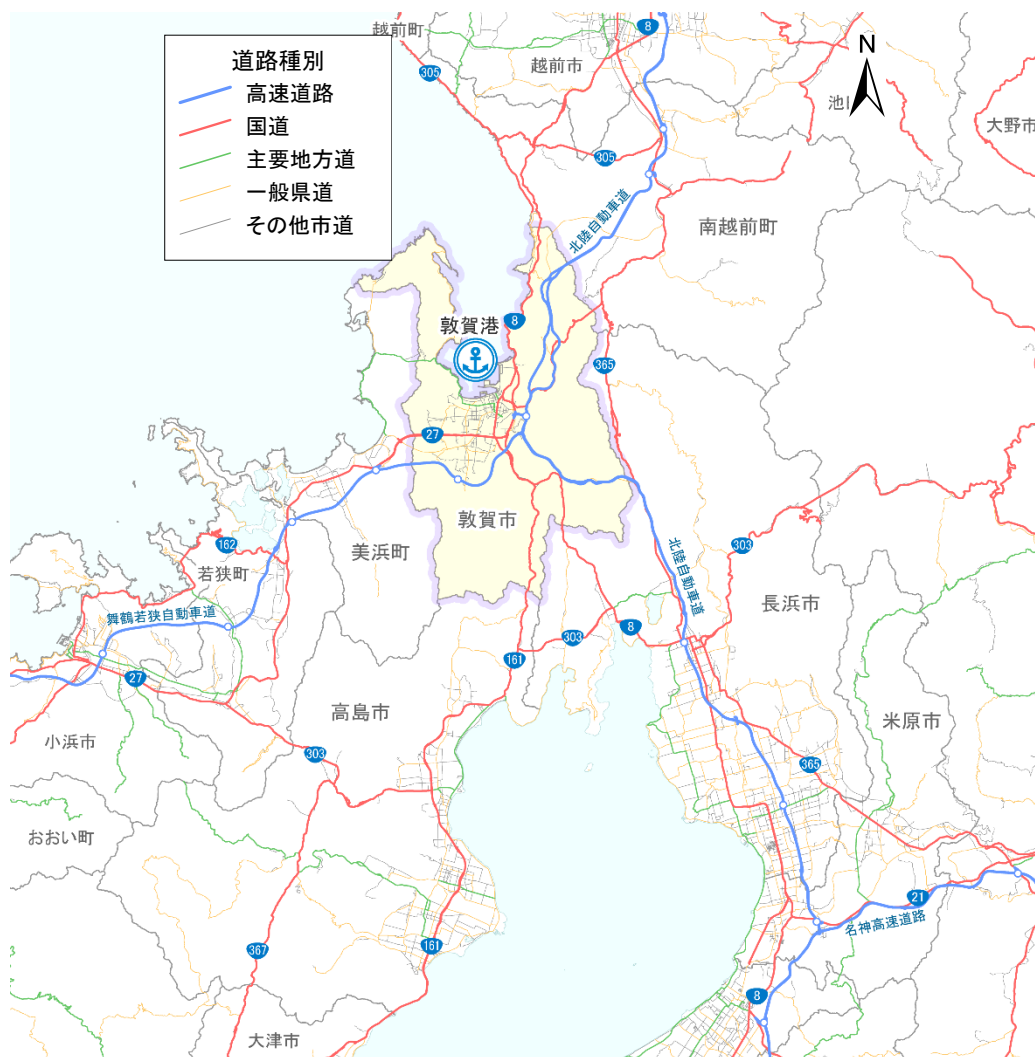 越前町
8
道路種別
高速道路
国道
主要地方道
一般県道
その他市道
N
305
越前市
大野市
305
北陸自動車道
南越前町
8
敦賀港
365
27
敦賀市
162
美浜町
303
若狭町
北陸自動車道
長浜市
舞鶴若狭自動車道
303
8
161
27
高島市
米原市
小浜市
303
365
おおい町
21
名神高速道路
367
161
8
大津市